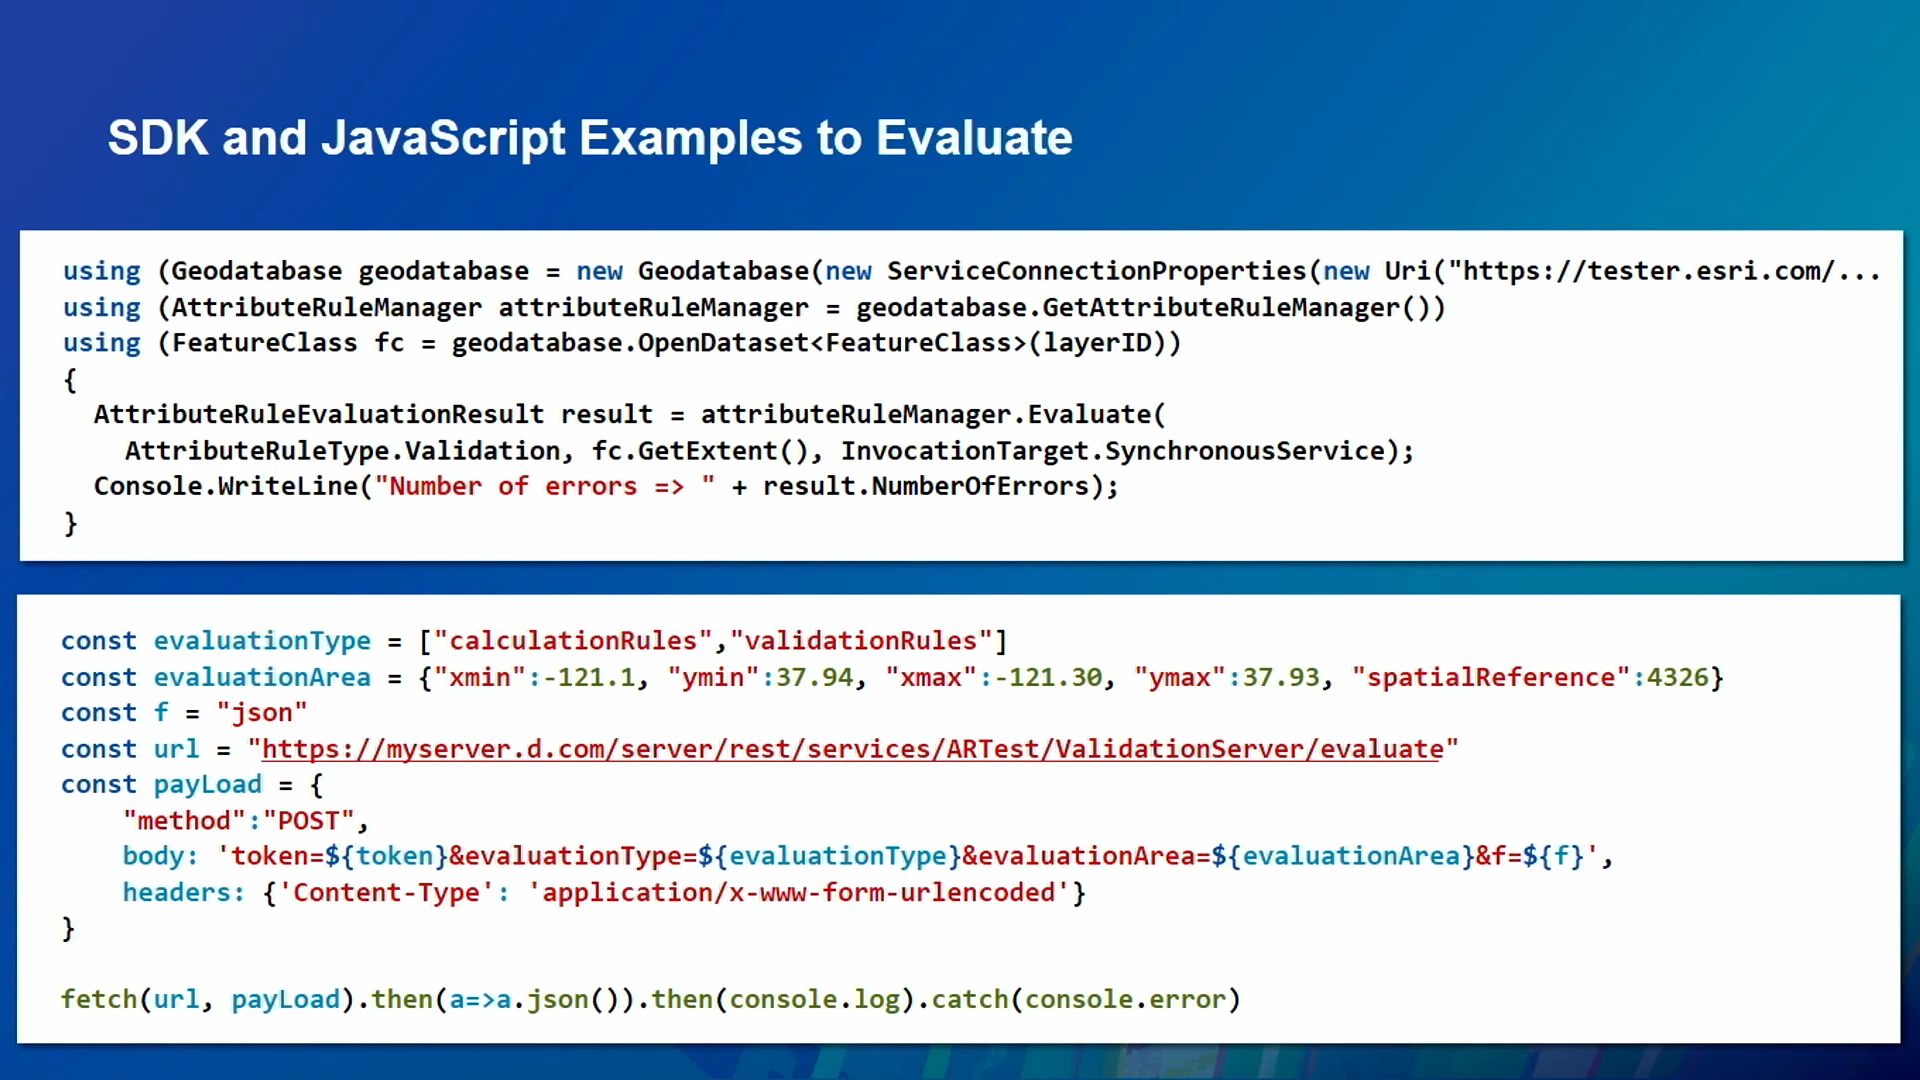 SDK and JavaScript Examples to Evaluate
using (Geodatabase geodatabase = new Geodatabase(new ServiceConnectionProperties(new Uri("https://tester.esri.com/...
using (AttributeRuleManager attributeRuleManager = geodatabase.GetAttributeRuleManager())
using (FeatureClass fc = geodatabase.OpenDataset<FeatureClass>(layerID))
{
  AttributeRuleEvaluationResult result = attributeRuleManager.Evaluate(
    AttributeRuleType.Validation, fc.GetExtent(), InvocationTarget.SynchronousService);
  Console.WriteLine("Number of errors => " + result.NumberOfErrors);
}
const evaluationType = ["calculationRules","validationRules"]
const evaluationArea = {"xmin":-121.1, "ymin":37.94, "xmax":-121.30, "ymax":37.93, "spatialReference":4326}
const f = "json"
const url = "https://myserver.d.com/server/rest/services/ARTest/ValidationServer/evaluate"
const payLoad = {
    "method":"POST",
    body: 'token=${token}&evaluationType=${evaluationType}&evaluationArea=${evaluationArea}&f=${f}',
    headers: {'Content-Type': 'application/x-www-form-urlencoded'}
}
fetch(url, payLoad).then(a=>a.json()).then(console.log).catch(console.error)